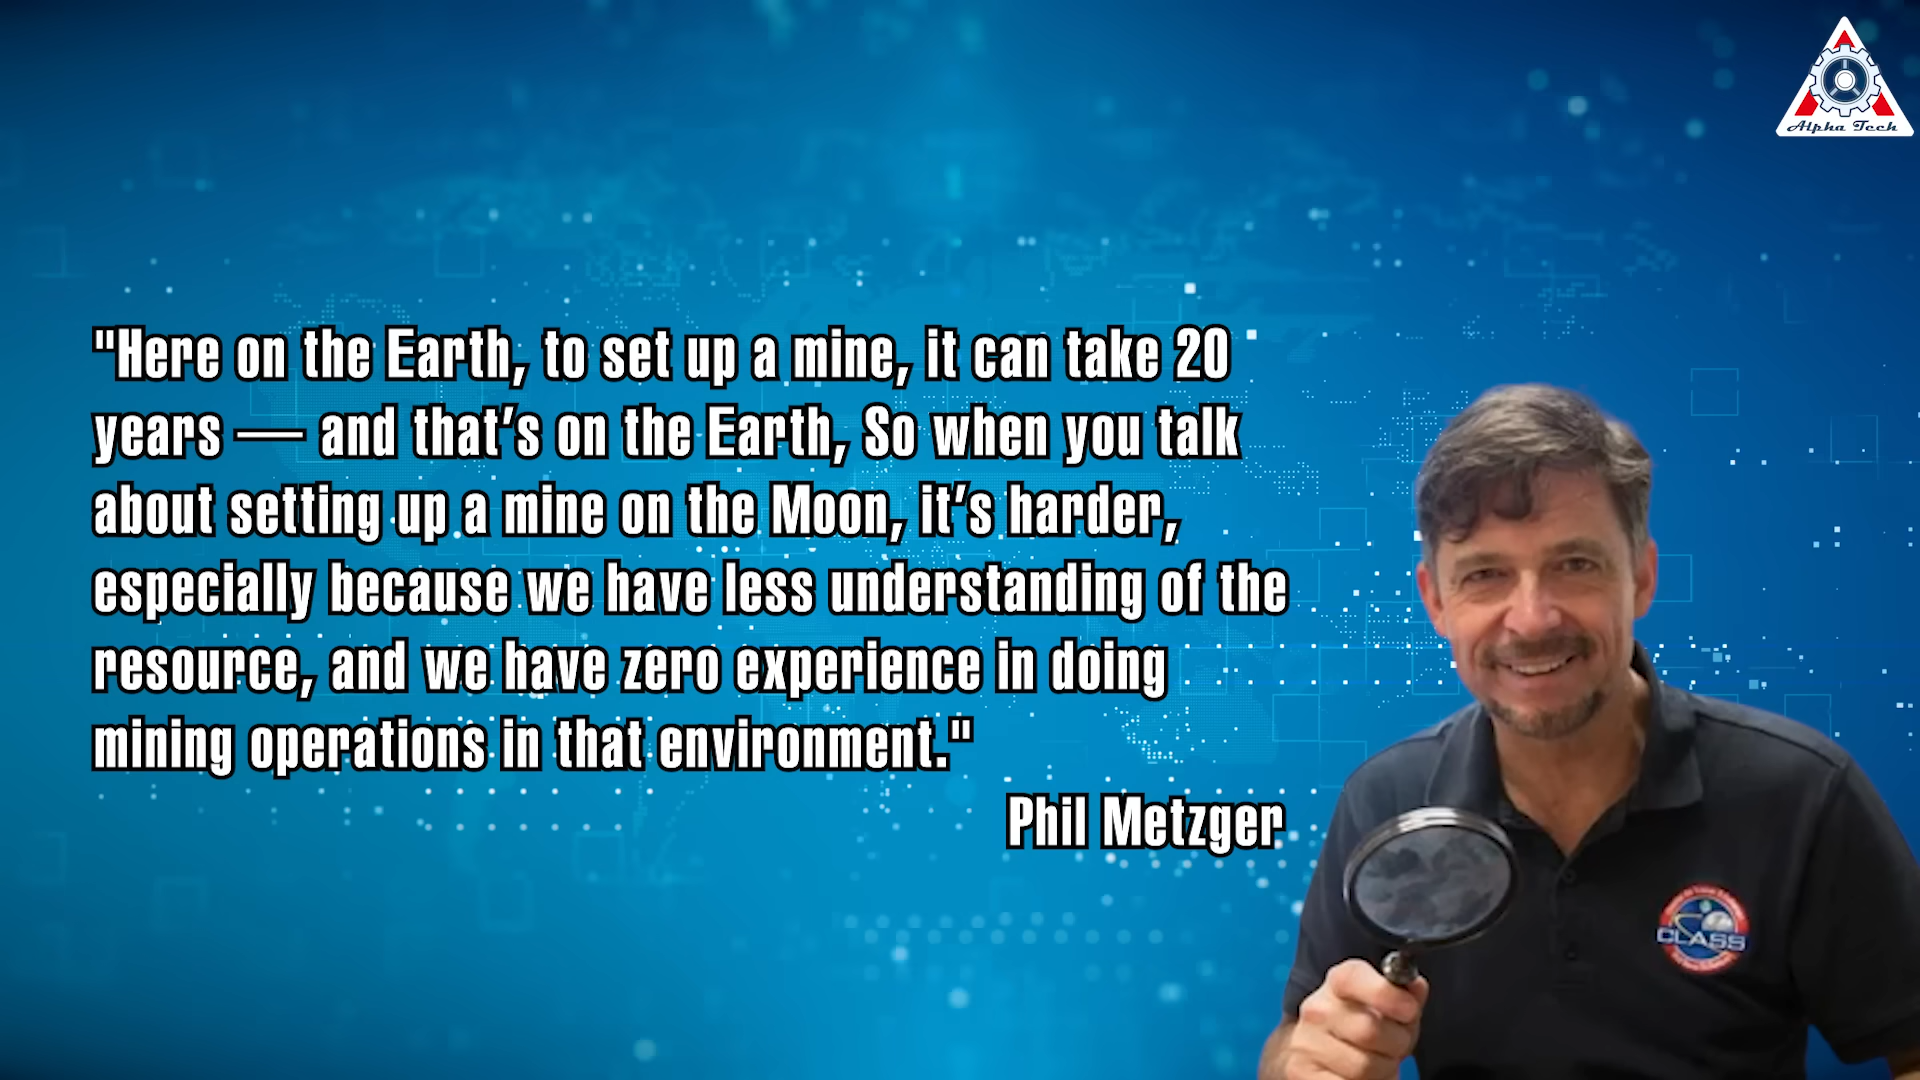 Alpha Tech
"Here on the Earth, to set up a mine, it can take 20
years — and that’s on the Earth, So when you talk
about setting up a mine on the Moon, it’s harder,
especially because we have less understanding of the
resource, and we have zero experience in doing
mining operations in that environment."
Phil Metzger
CLASS